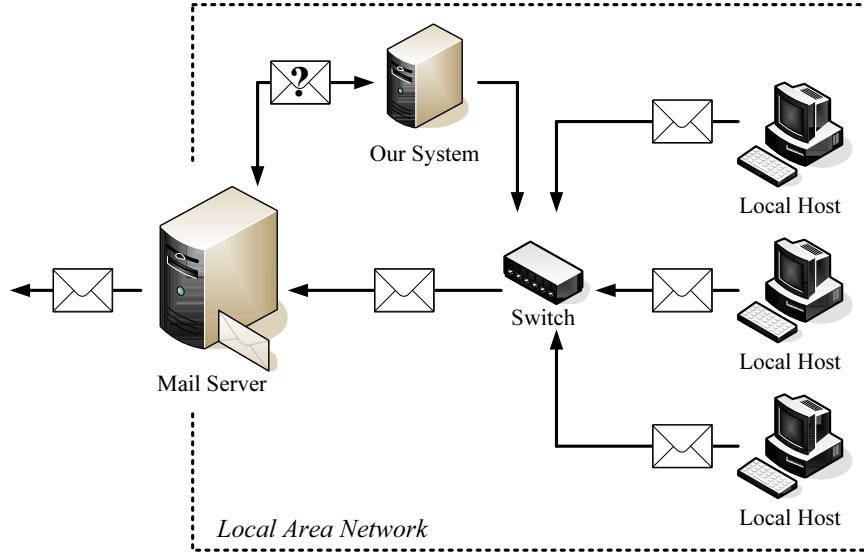 ?
Our System
Local Host
Switch
Local Host
Mail Server
Local Host
Local Area Network